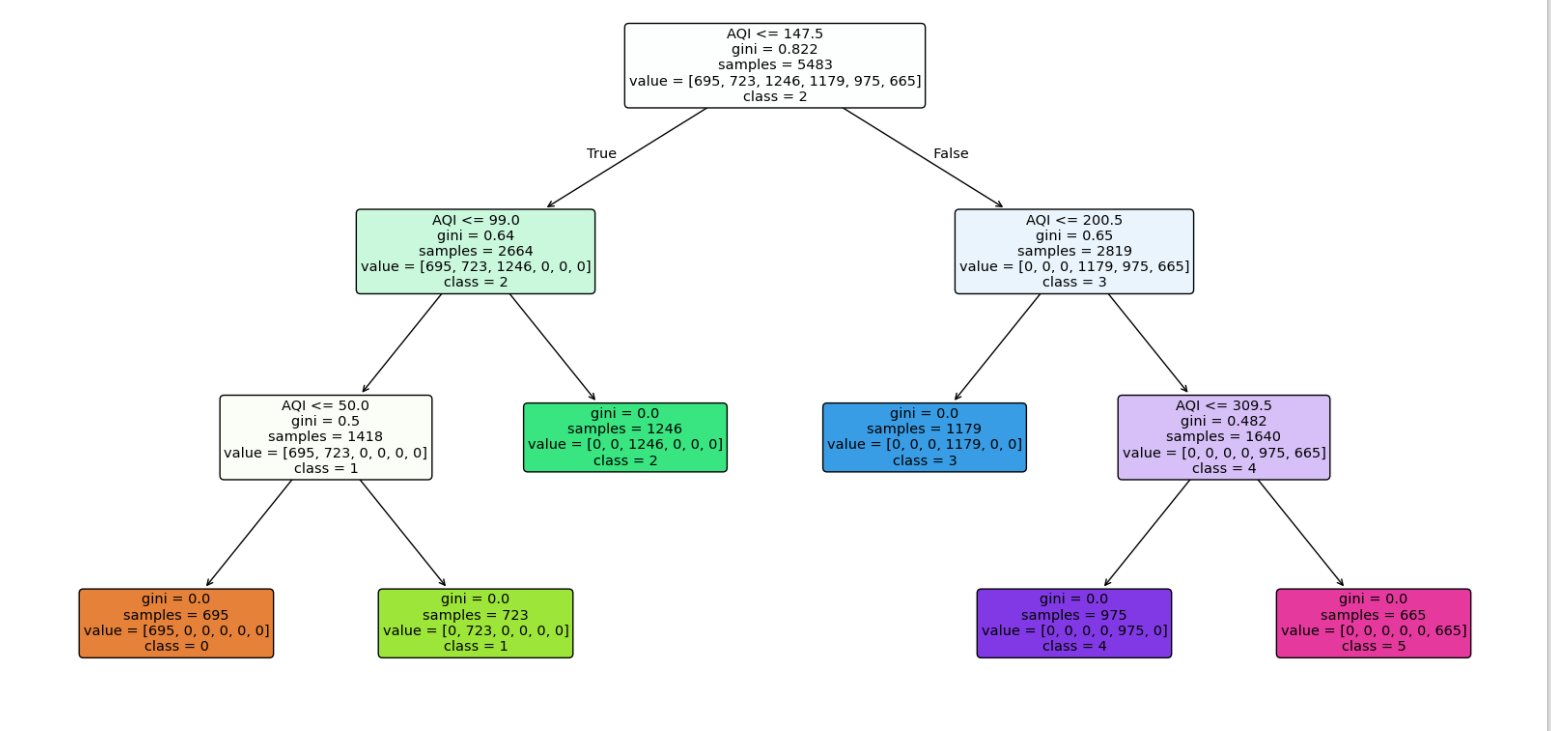 AQI <= 147.5
gini = 0.822
samples = 5483
value = [695, 723, 1246, 1179, 975, 665]
class = 2
True
False
AQI <= 99.0
gini = 0.64
samples = 2664
value = [695, 723, 1246, 0, 0, 0]
class = 2
AQI <= 200.5
gini = 0.65
samples = 2819
value = [0, 0, 0, 1179, 975, 665]
class = 3
AQI <= 50.0
gini = 0.5
samples = 1418
value = [695, 723, 0, 0, 0, 0]
class = 1
gini = 0.0
samples = 1246
value = [0, 0, 1246, 0, 0, 0]
class = 2
gini = 0.0
samples = 1179
value = [0, 0, 0, 1179, 0, 0]
class = 3
AQI <= 309.5
gini = 0.482
samples = 1640
value = [0, 0, 0, 0, 975, 665]
class = 4
gini = 0.0
samples = 695
value = [695, 0, 0, 0, 0, 0]
class = 0
gini = 0.0
samples = 723
value = [0, 723, 0, 0, 0, 0]
class = 1
gini = 0.0
samples = 975
value = [0, 0, 0, 0, 975, 0]
class = 4
gini = 0.0
samples = 665
value = [0, 0, 0, 0, 0, 665]
class = 5